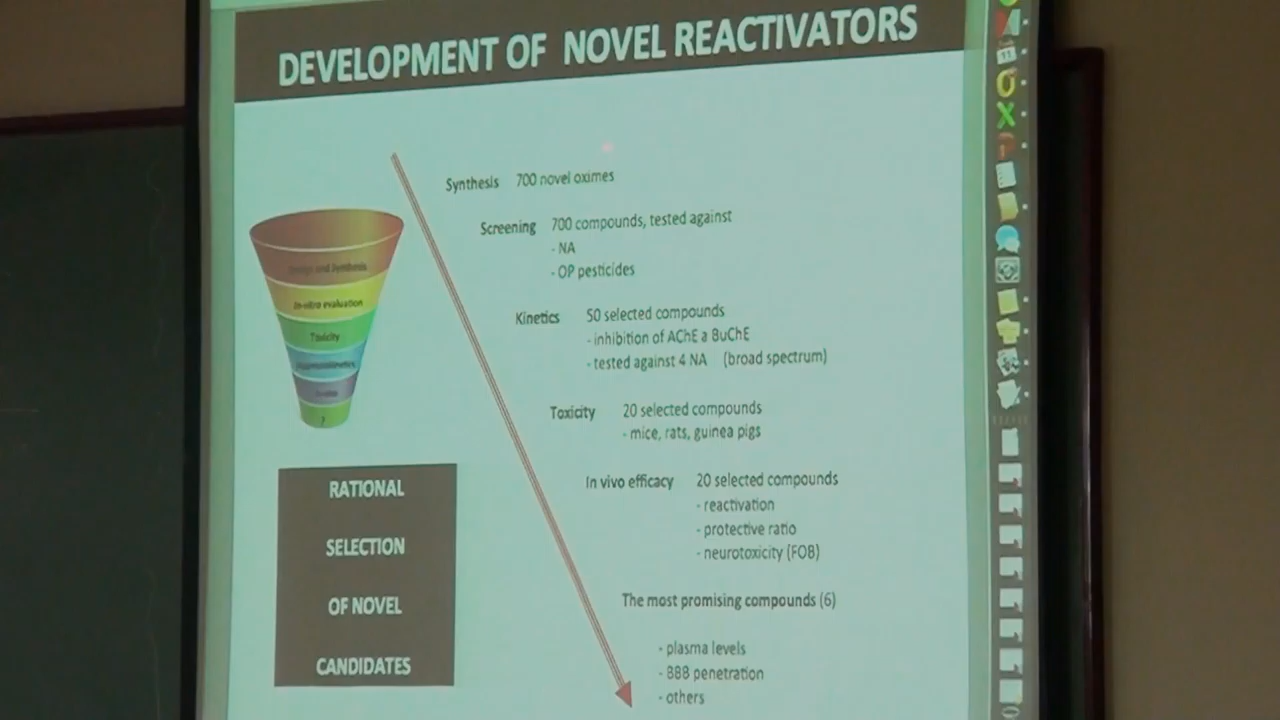 DEVELOPMENT OF NOVEL REACTIVATORS
Synthesis 700 novel oximes
Screening 700 compounds, tested against
- NA
- OP pesticides
Kinetics 50 selected compounds
- inhibition of AChE a BuChE
- tested against 4 NA (broad spectrum)
Toxicity 20 selected compounds
- mice, rats, guinea pigs
In vivo efficacy 20 selected compounds
- reactivation
- protective ratio
- neurotoxicity (FOB)
The most promising compounds (6)
- plasma levels
- BBB penetration
- others
and Synthesis
In-vitro evaluation
Toxicity
?
RATIONAL
SELECTION
OF NOVEL
CANDIDATES